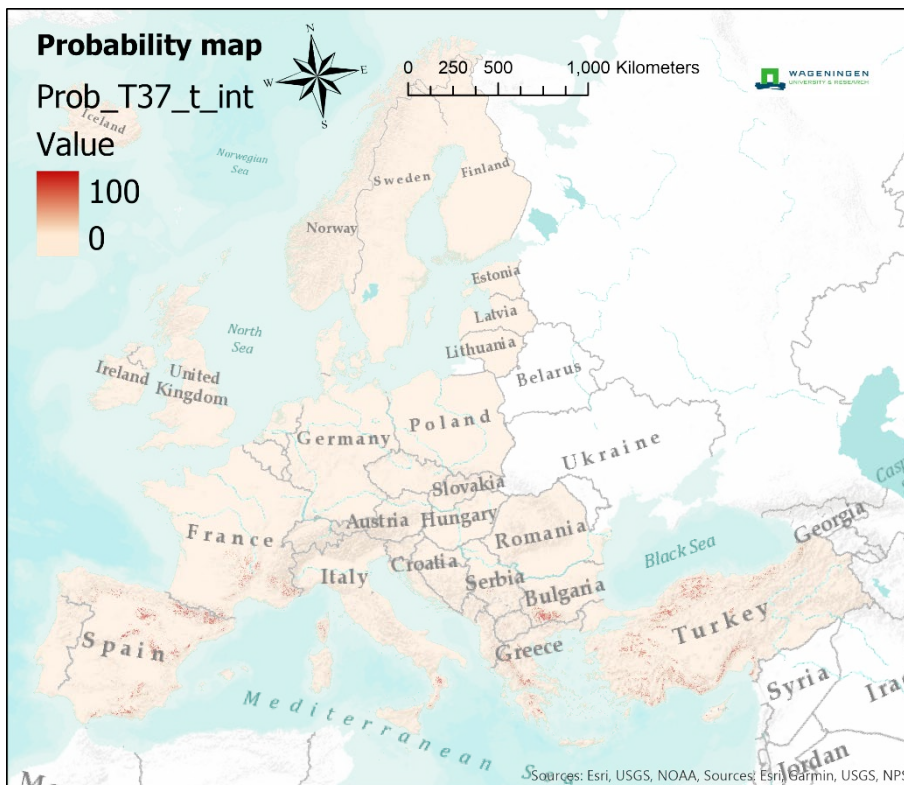 Probability map
Prob_T37_t_int
Value
100
0
N
W
E
S
0 250 500 1,000 Kilometers
WAGENINGEN
UNIVERSITY & RESEARCH
Iceland
Norwegian
Sea
Sweden
Finland
Norway
Estonia
North
Sea
Latvia
Lithuania
Ireland
United
Kingdom
Belarus
Poland
Germany
Ukraine
Slovakia
Casp
Austria
Hungary
France
Romania
Georgia
Croatia
Black Sea
Italy
Serbia
Bulgaria
Spain
Turkey
Greece
Syria
Iraq
Mediterranean Sea
Jordan
Sources: Esri, USGS, NOAA, Sources: Esri, Garmin, USGS, NPS